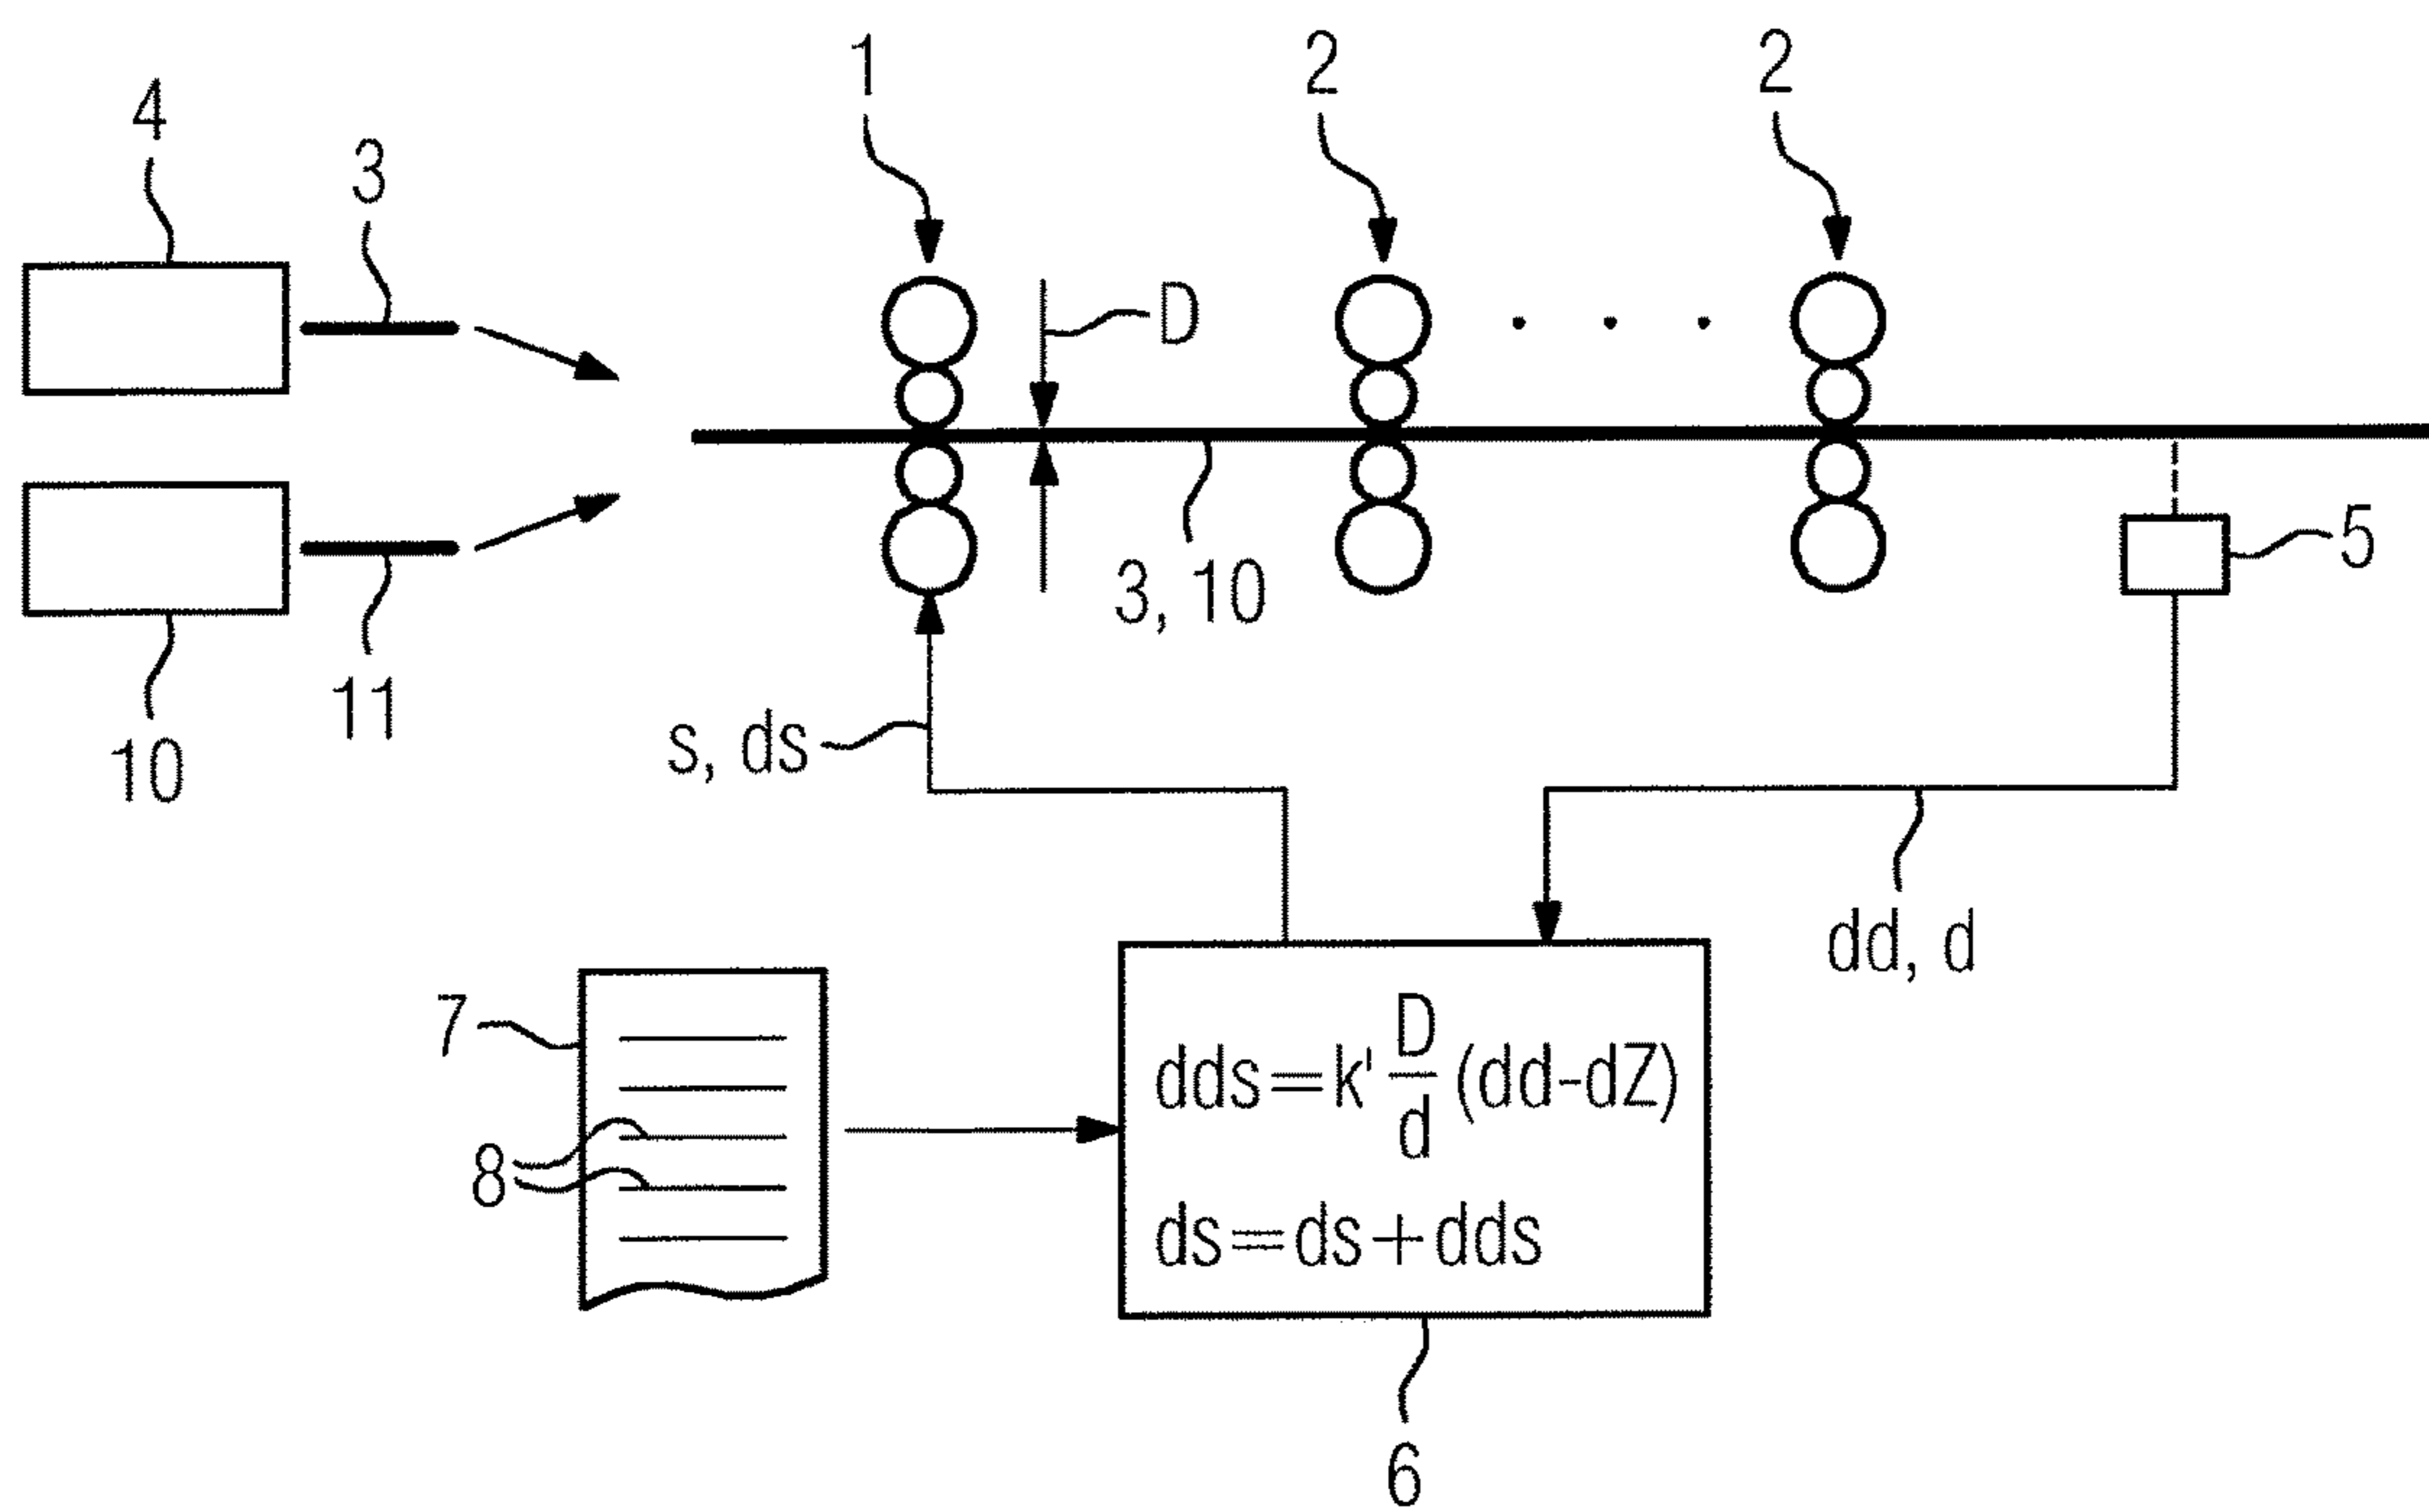 1
2
2
4
3
D
3, 10
5
11
10
s, ds
dd, d
7
8
dds=k' D/d (dd-dZ)
ds=ds+dds
6